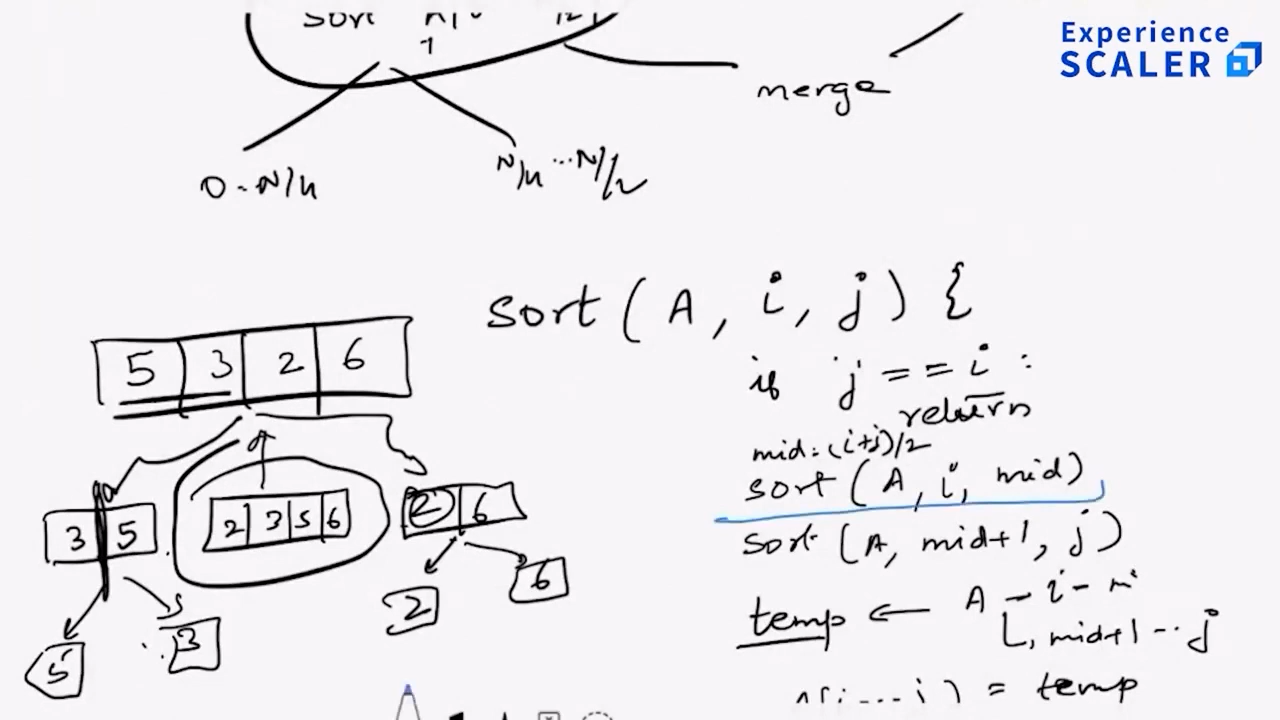 Experience
SCALER
sort
merge
0 - N/4
N/4 ... N/2
sort ( A , i , j ) {
if j == i :
return
mid = (i+j)/2
sort ( A, i, mid )
sort ( A, mid+1, j )
temp ← A - i - m
mid+1 -- j
= temp
5 3 2 6
3 5
2 3 5 6
2 6
5
3
2
6